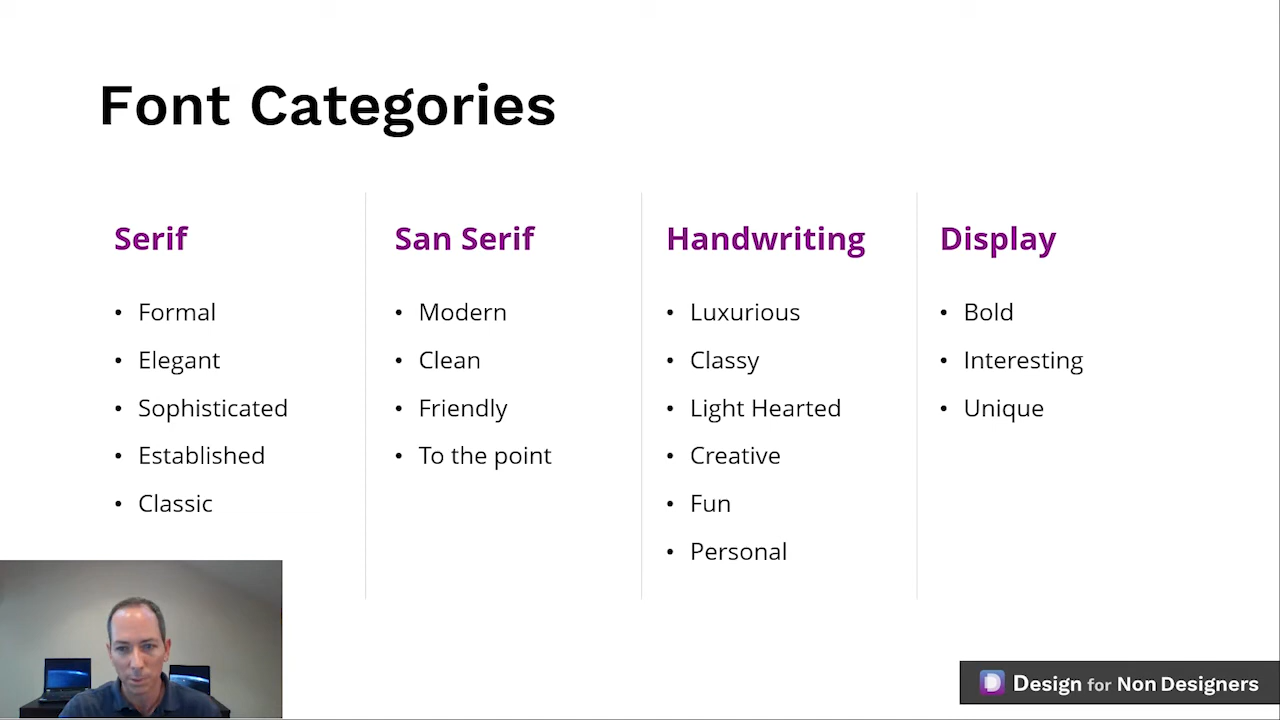 Font Categories
Serif
• Formal
• Elegant
• Sophisticated
• Established
• Classic
San Serif
• Modern
• Clean
• Friendly
• To the point
Handwriting
• Luxurious
• Classy
• Light Hearted
• Creative
• Fun
• Personal
Display
• Bold
• Interesting
• Unique
Design for Non Designers